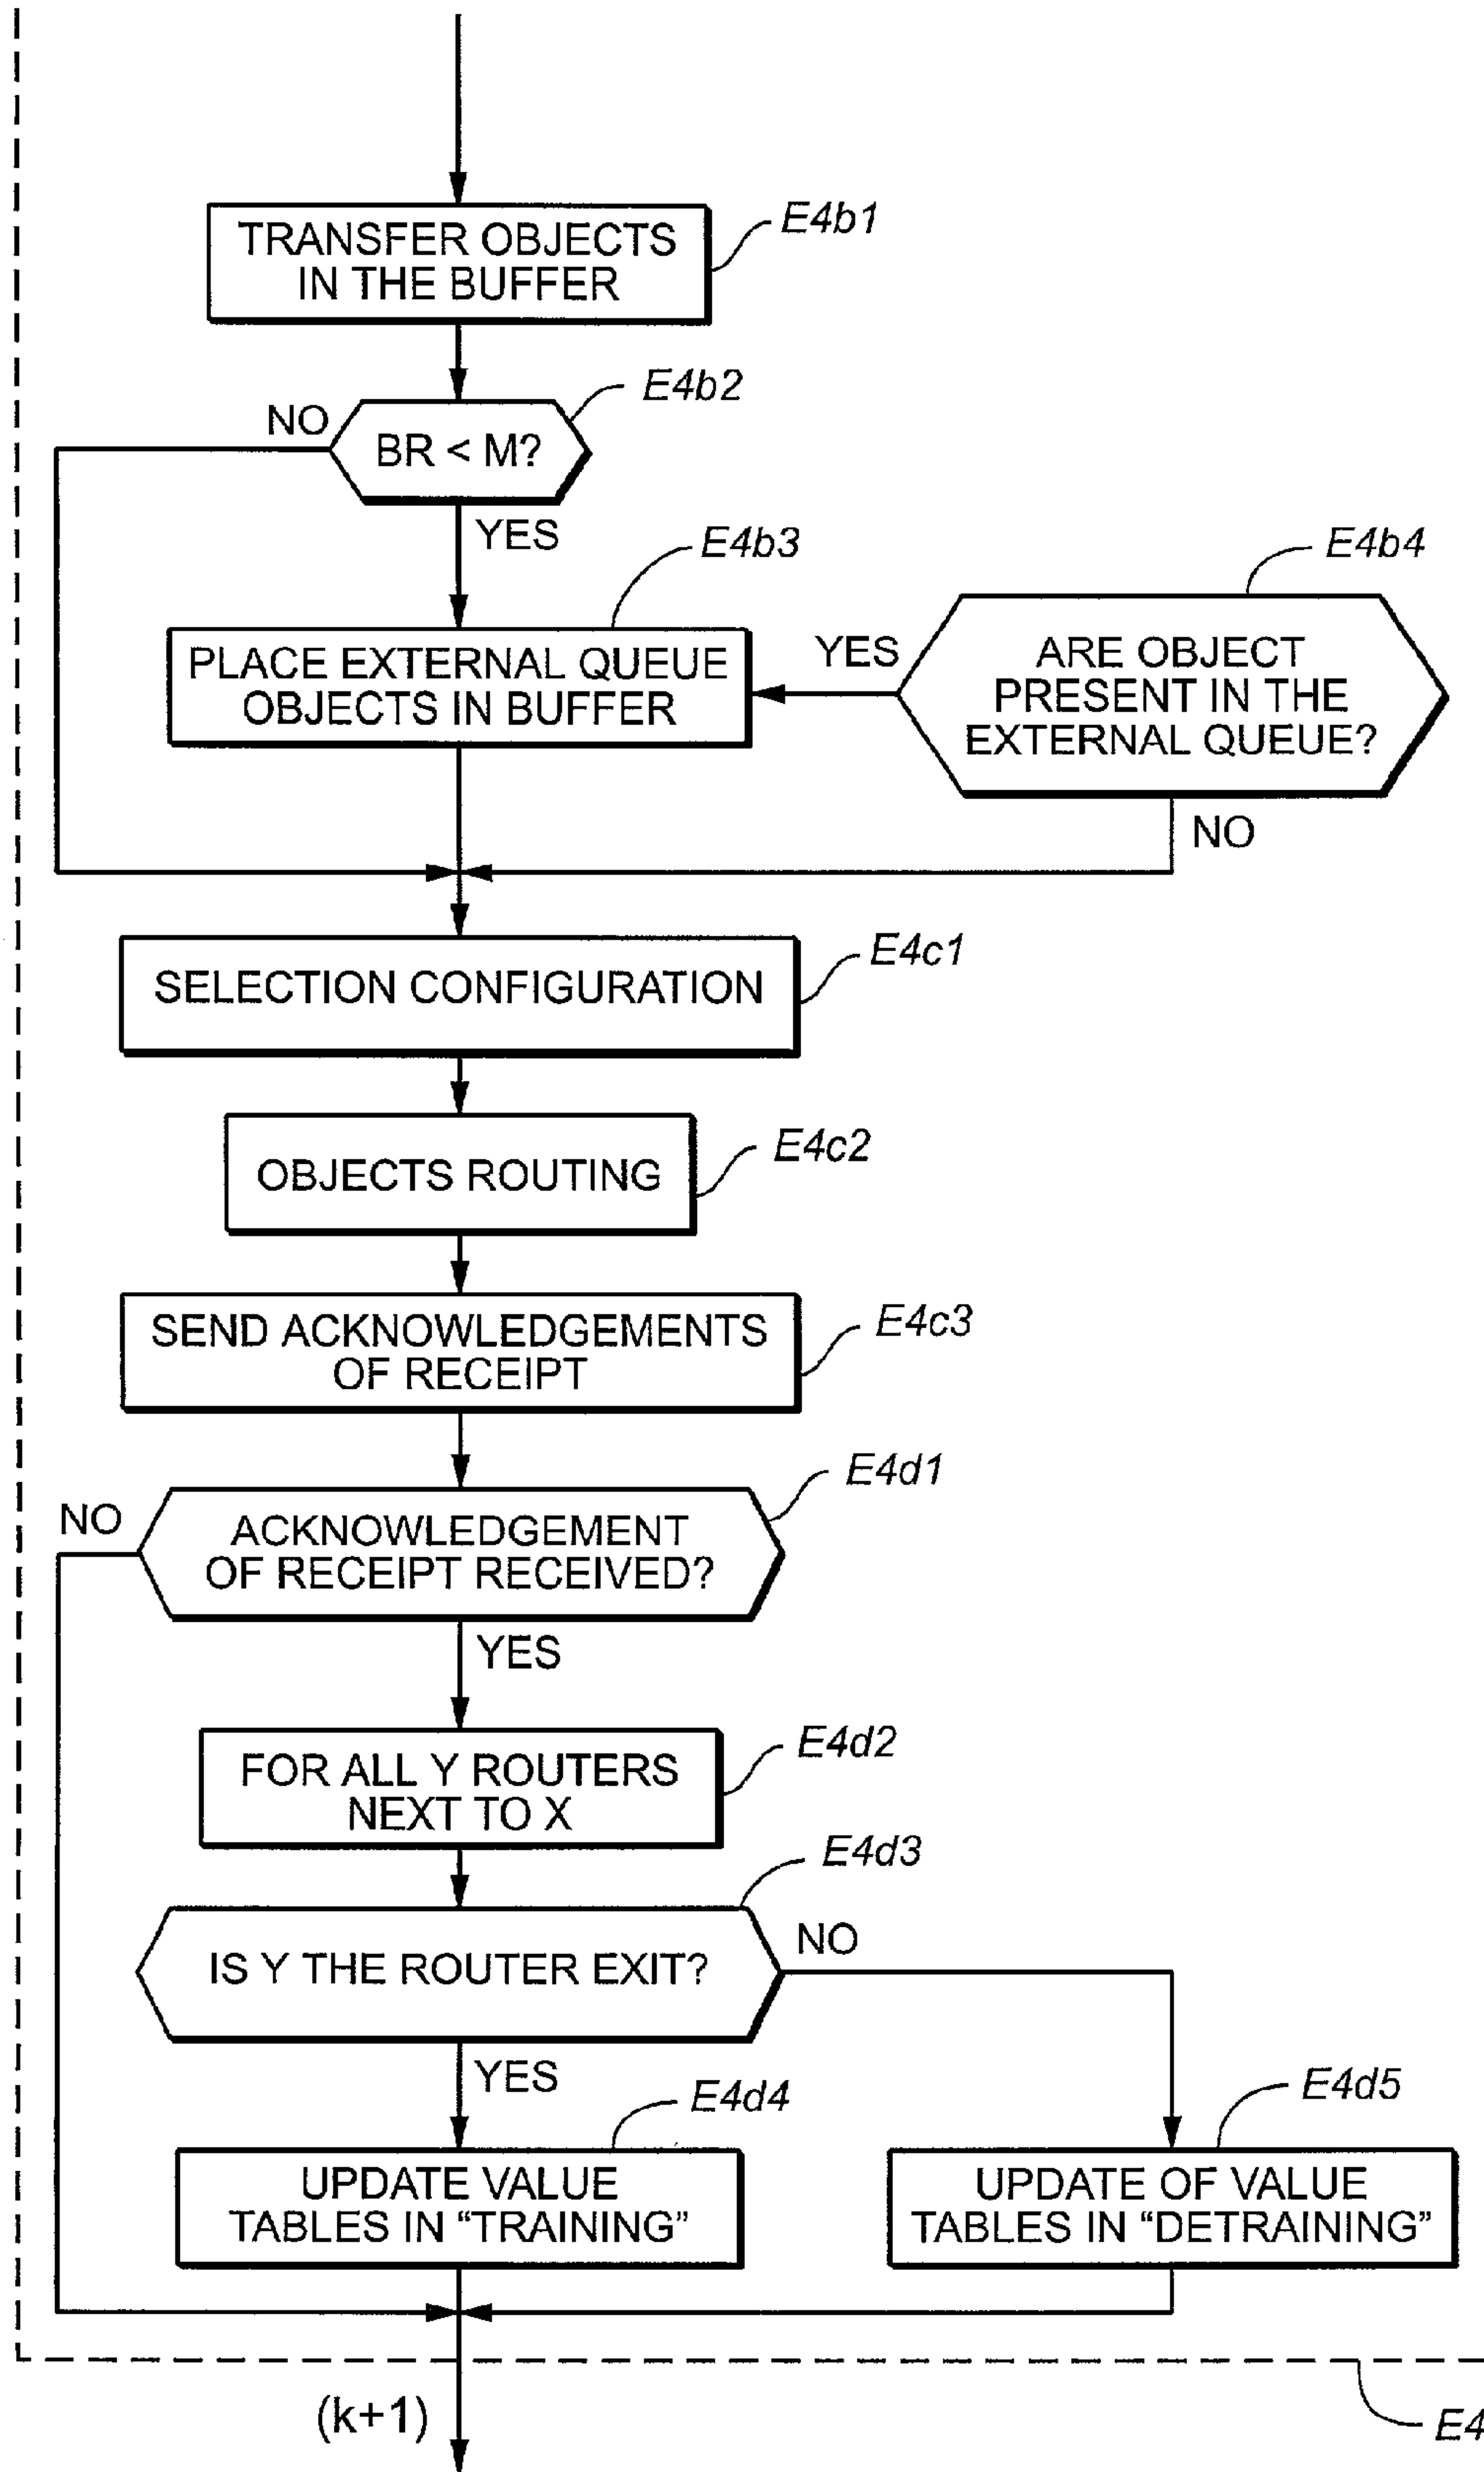 TRANSFER OBJECTS
IN THE BUFFER
E4b1
E4b2
NO
BR < M?
YES
E4b3
E4b4
PLACE EXTERNAL QUEUE
OBJECTS IN BUFFER
YES
ARE OBJECT
PRESENT IN THE
EXTERNAL QUEUE?
NO
E4c1
SELECTION CONFIGURATION
E4c2
OBJECTS ROUTING
E4c3
SEND ACKNOWLEDGEMENTS
OF RECEIPT
E4d1
NO
ACKNOWLEDGEMENT
OF RECEIPT RECEIVED?
YES
E4d2
FOR ALL Y ROUTERS
NEXT TO X
E4d3
IS Y THE ROUTER EXIT?
NO
YES
E4d4
E4d5
UPDATE VALUE
TABLES IN “TRAINING”
UPDATE OF VALUE
TABLES IN “DETRAINING”
(k+1)
E4